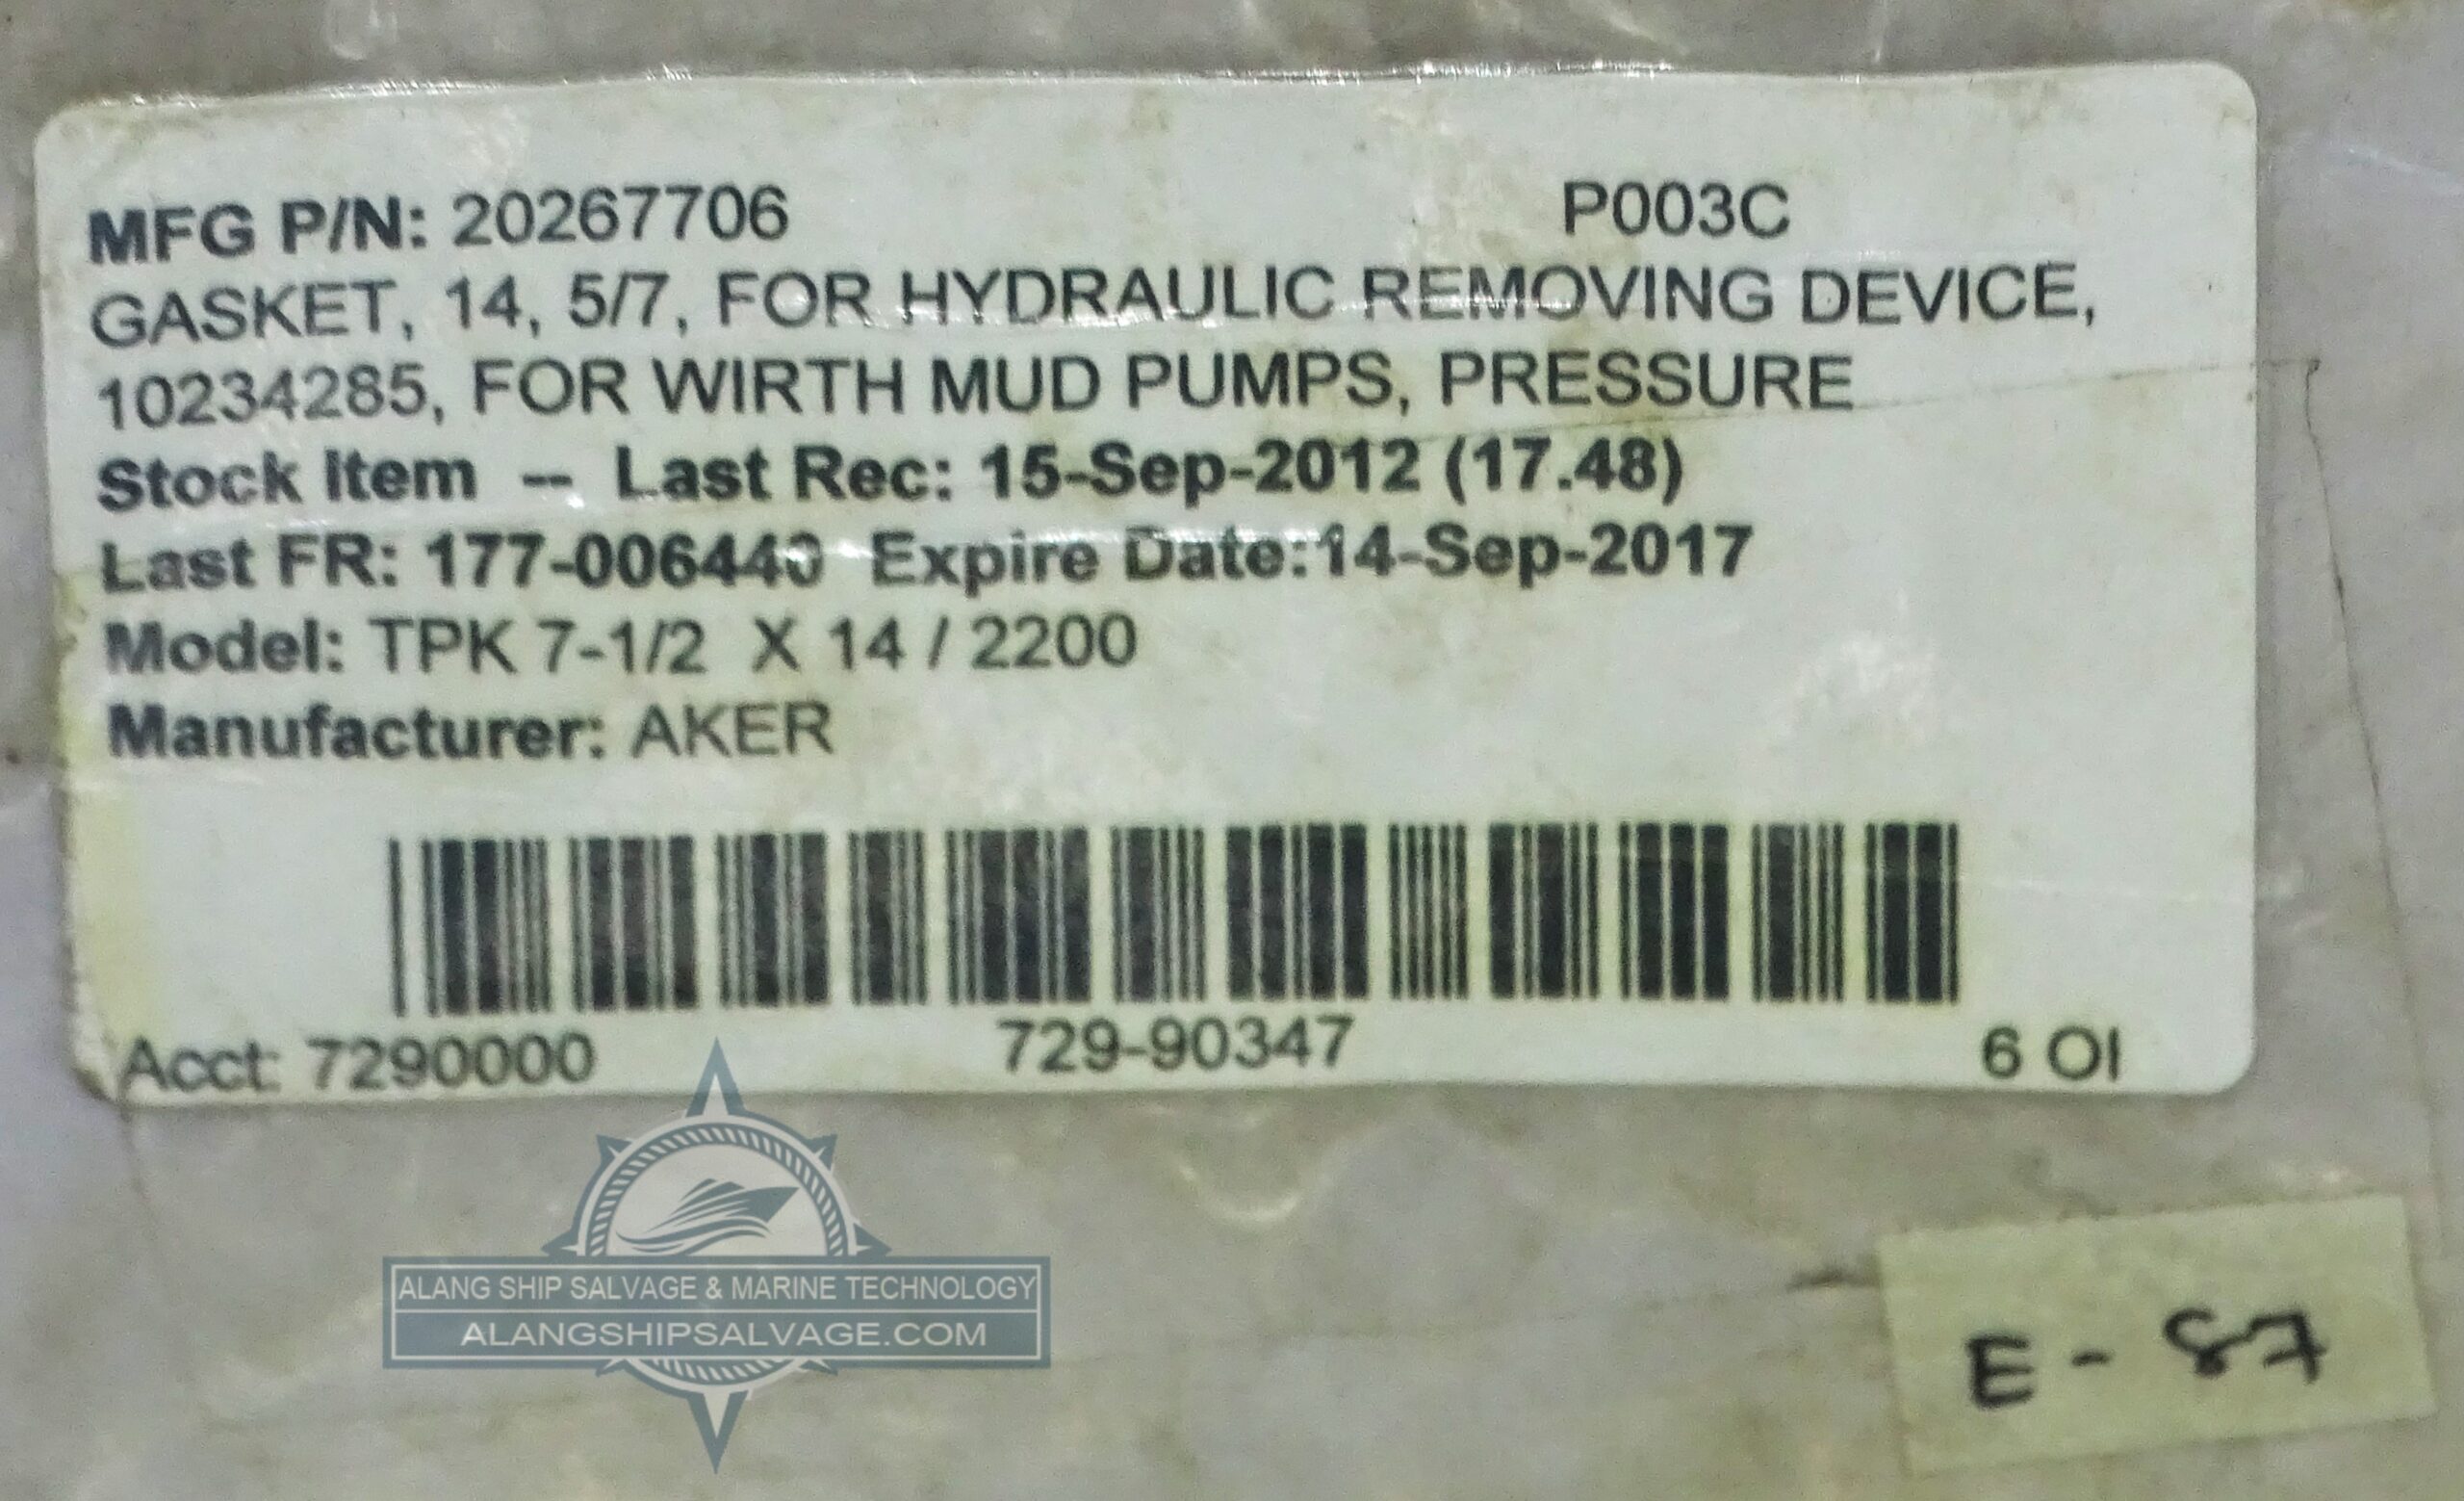 MFG P/N: 20267706 P003C
GASKET, 14, 5/7, FOR HYDRAULIC REMOVING DEVICE,
10234285, FOR WIRTH MUD PUMPS, PRESSURE
Stock Item -- Last Rec: 15-Sep-2012 (17.48)
Last FR: 177-006440 Expire Date:14-Sep-2017
Model: TPK 7-1/2 X 14 / 2200
Manufacturer: AKER
Acct: 7290000 729-90347 6 OI
ALANG SHIP SALVAGE & MARINE TECHNOLOGY
ALANGSHIPSALVAGE.COM
E - 87